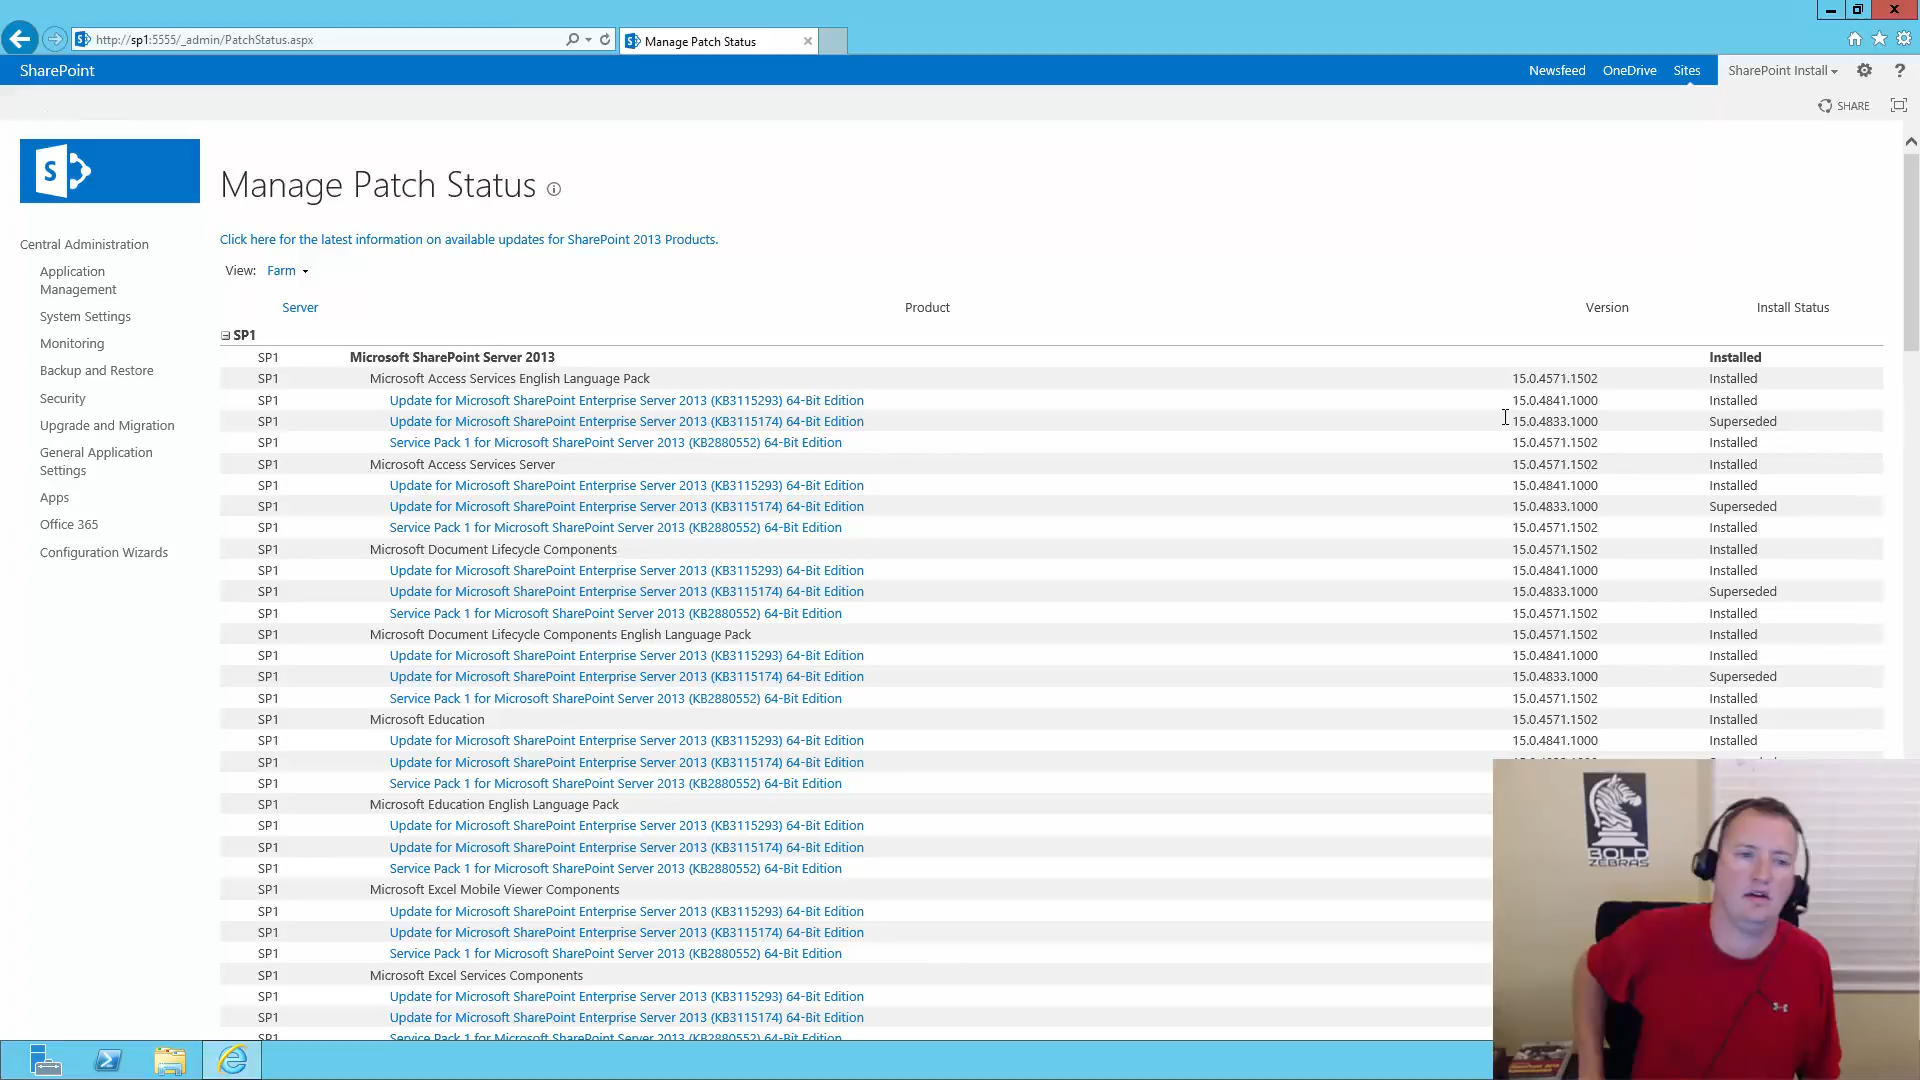 http://sp1:5555/_admin/PatchStatus.aspx
Manage Patch Status
SharePoint
Newsfeed OneDrive Sites SharePoint Install ?
SHARE
S
Manage Patch Status
Click here for the latest information on available updates for SharePoint 2013 Products.
View: Farm
Central Administration
Application Management
System Settings
Monitoring
Backup and Restore
Security
Upgrade and Migration
General Application Settings
Apps
Office 365
Configuration Wizards
Server Product Version Install Status
SP1
SP1 Microsoft SharePoint Server 2013 Installed
SP1 Microsoft Access Services English Language Pack 15.0.4571.1502 Installed
SP1 Update for Microsoft SharePoint Enterprise Server 2013 (KB3115293) 64-Bit Edition 15.0.4841.1000 Installed
SP1 Update for Microsoft SharePoint Enterprise Server 2013 (KB3115174) 64-Bit Edition 15.0.4833.1000 Superseded
SP1 Service Pack 1 for Microsoft SharePoint Server 2013 (KB2880552) 64-Bit Edition 15.0.4571.1502 Installed
SP1 Microsoft Access Services Server 15.0.4571.1502 Installed
SP1 Update for Microsoft SharePoint Enterprise Server 2013 (KB3115293) 64-Bit Edition 15.0.4841.1000 Installed
SP1 Update for Microsoft SharePoint Enterprise Server 2013 (KB3115174) 64-Bit Edition 15.0.4833.1000 Superseded
SP1 Service Pack 1 for Microsoft SharePoint Server 2013 (KB2880552) 64-Bit Edition 15.0.4571.1502 Installed
SP1 Microsoft Document Lifecycle Components 15.0.4571.1502 Installed
SP1 Update for Microsoft SharePoint Enterprise Server 2013 (KB3115293) 64-Bit Edition 15.0.4841.1000 Installed
SP1 Update for Microsoft SharePoint Enterprise Server 2013 (KB3115174) 64-Bit Edition 15.0.4833.1000 Superseded
SP1 Service Pack 1 for Microsoft SharePoint Server 2013 (KB2880552) 64-Bit Edition 15.0.4571.1502 Installed
SP1 Microsoft Document Lifecycle Components English Language Pack 15.0.4571.1502 Installed
SP1 Update for Microsoft SharePoint Enterprise Server 2013 (KB3115293) 64-Bit Edition 15.0.4841.1000 Installed
SP1 Update for Microsoft SharePoint Enterprise Server 2013 (KB3115174) 64-Bit Edition 15.0.4833.1000 Superseded
SP1 Service Pack 1 for Microsoft SharePoint Server 2013 (KB2880552) 64-Bit Edition 15.0.4571.1502 Installed
SP1 Microsoft Education 15.0.4571.1502 Installed
SP1 Update for Microsoft SharePoint Enterprise Server 2013 (KB3115293) 64-Bit Edition 15.0.4841.1000 Installed
SP1 Update for Microsoft SharePoint Enterprise Server 2013 (KB3115174) 64-Bit Edition
SP1 Service Pack 1 for Microsoft SharePoint Server 2013 (KB2880552) 64-Bit Edition
SP1 Microsoft Education English Language Pack
SP1 Update for Microsoft SharePoint Enterprise Server 2013 (KB3115293) 64-Bit Edition
SP1 Update for Microsoft SharePoint Enterprise Server 2013 (KB3115174) 64-Bit Edition
SP1 Service Pack 1 for Microsoft SharePoint Server 2013 (KB2880552) 64-Bit Edition
SP1 Microsoft Excel Mobile Viewer Components
SP1 Update for Microsoft SharePoint Enterprise Server 2013 (KB3115293) 64-Bit Edition
SP1 Update for Microsoft SharePoint Enterprise Server 2013 (KB3115174) 64-Bit Edition
SP1 Service Pack 1 for Microsoft SharePoint Server 2013 (KB2880552) 64-Bit Edition
SP1 Microsoft Excel Services Components
SP1 Update for Microsoft SharePoint Enterprise Server 2013 (KB3115293) 64-Bit Edition
SP1 Update for Microsoft SharePoint Enterprise Server 2013 (KB3115174) 64-Bit Edition
SP1 Service Pack 1 for Microsoft SharePoint Server 2013 (KB2880552) 64-Bit Edition
BOLD
ZEBRAS